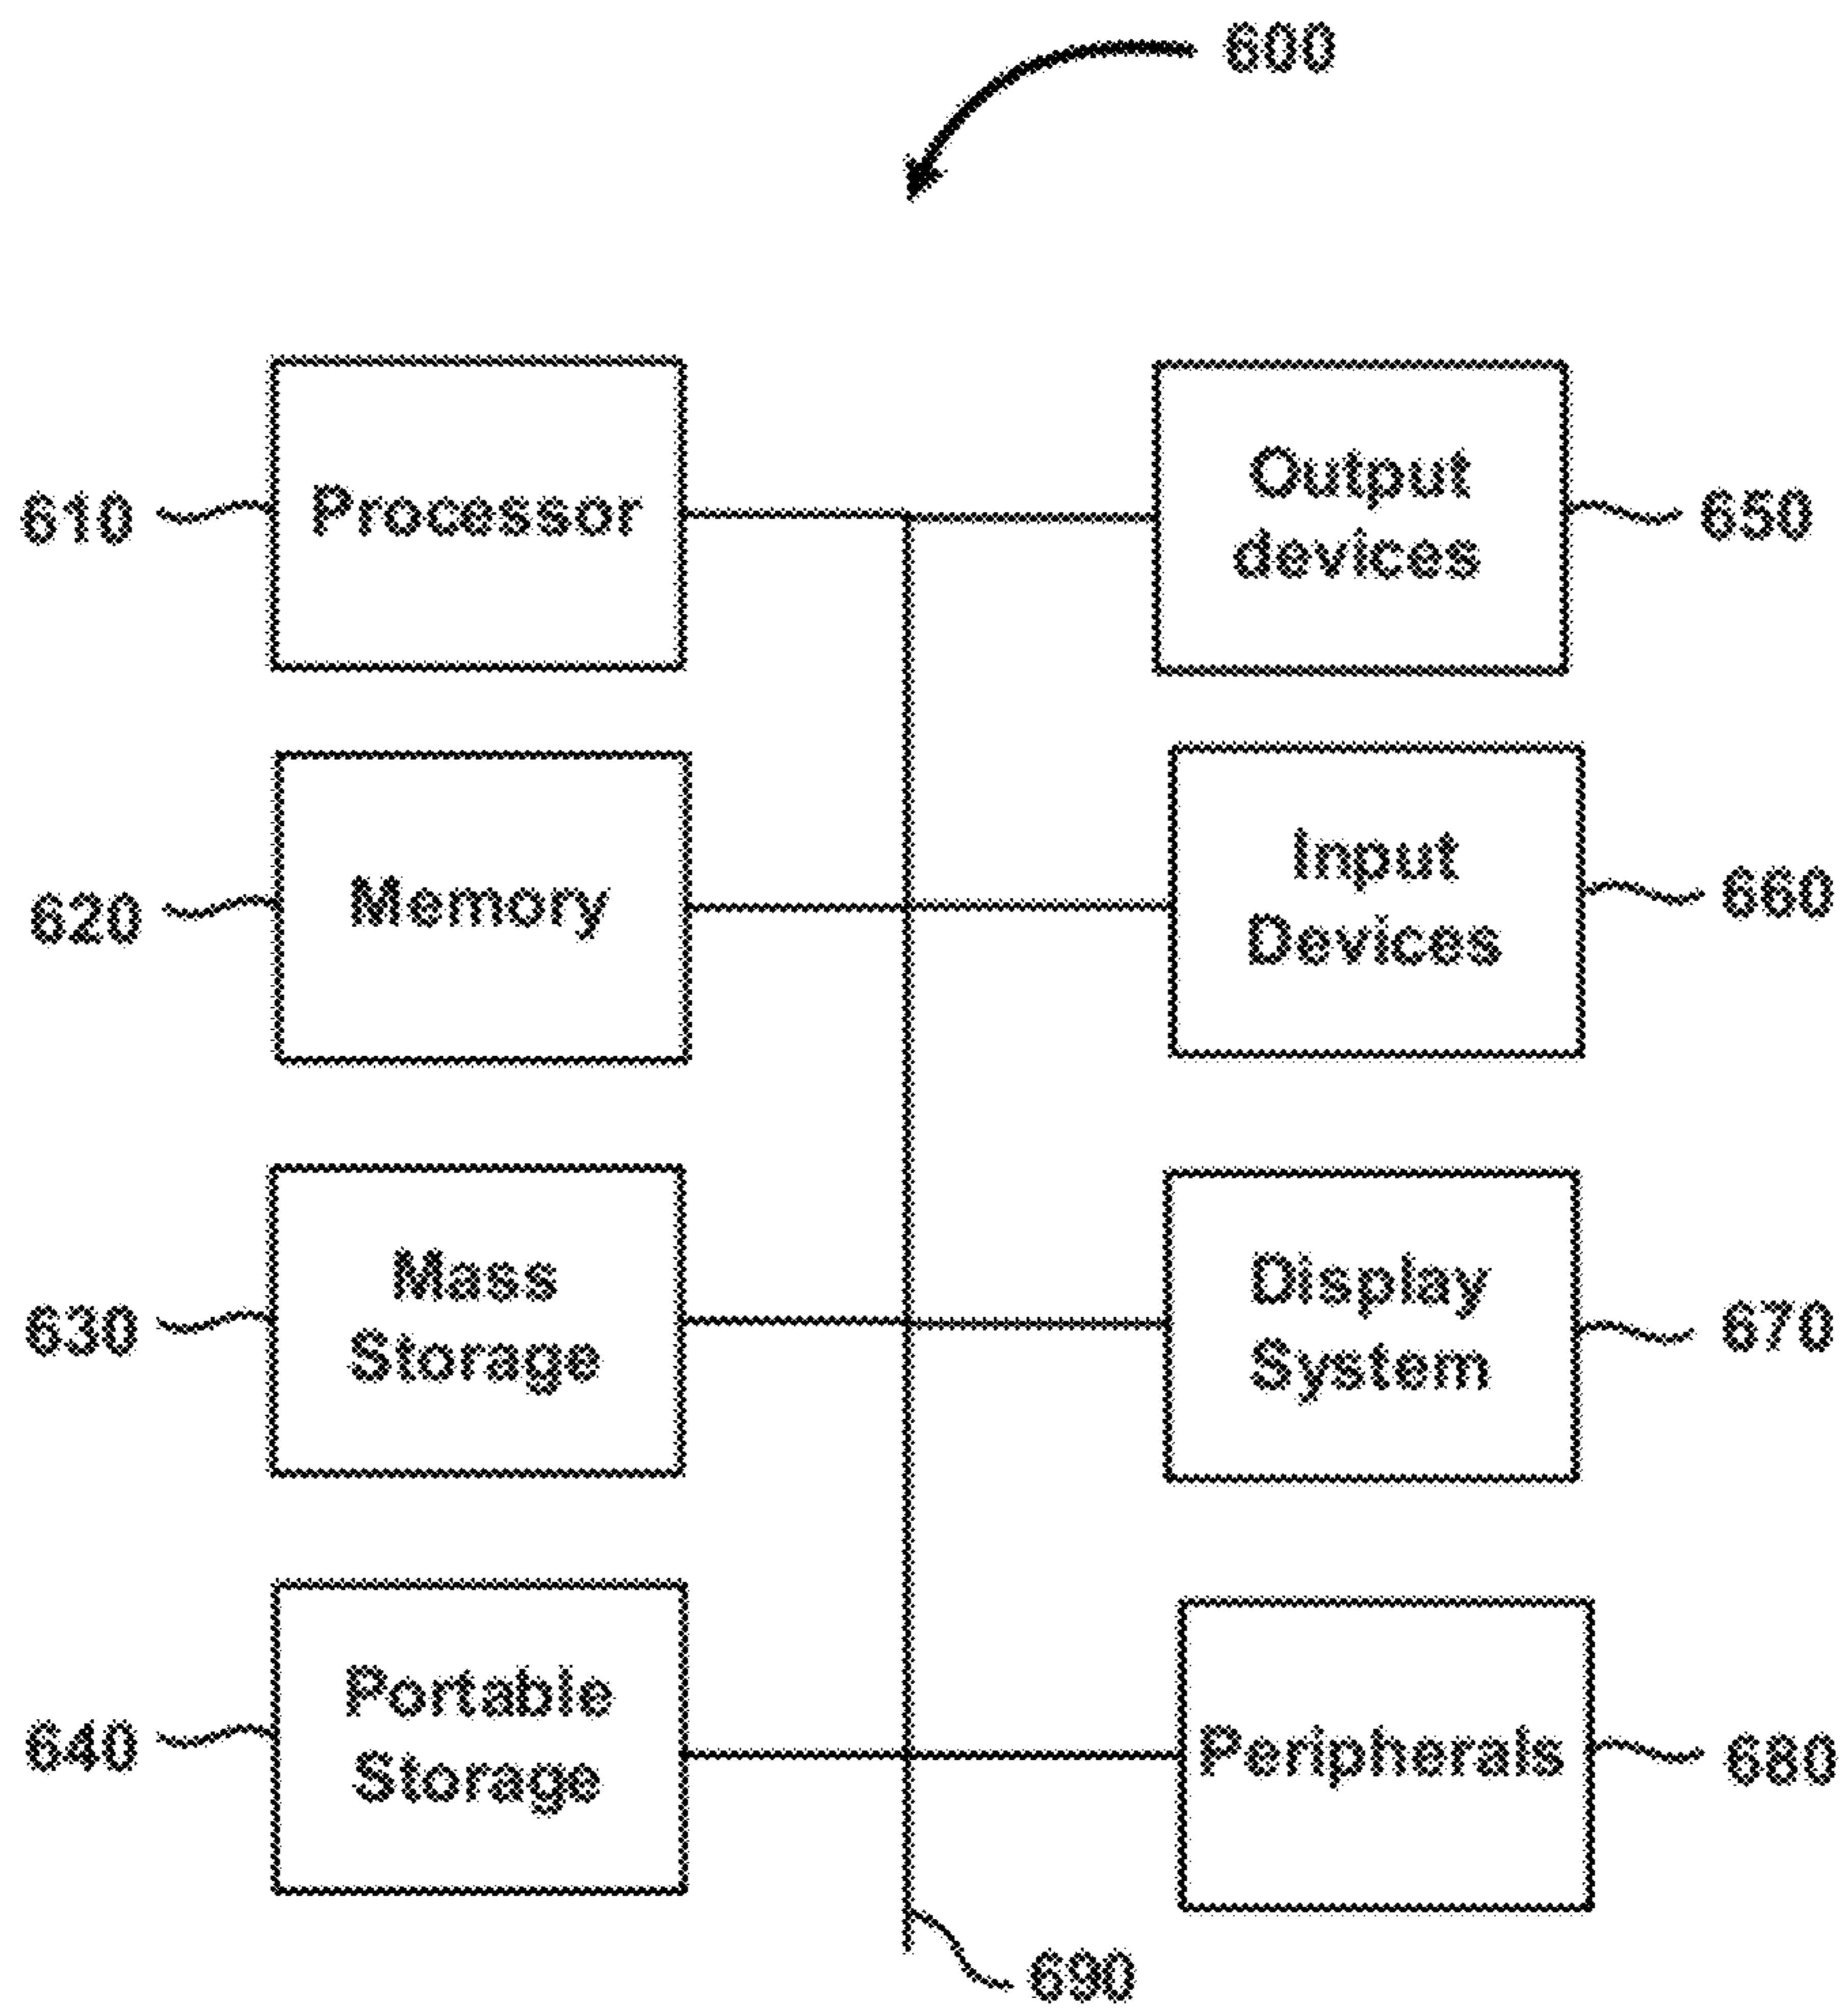 600
610
Processor
Output
devices
650
620
Memory
Input
Devices
660
630
Mass
Storage
Display
System
670
640
Portable
Storage
Peripherals
680
690